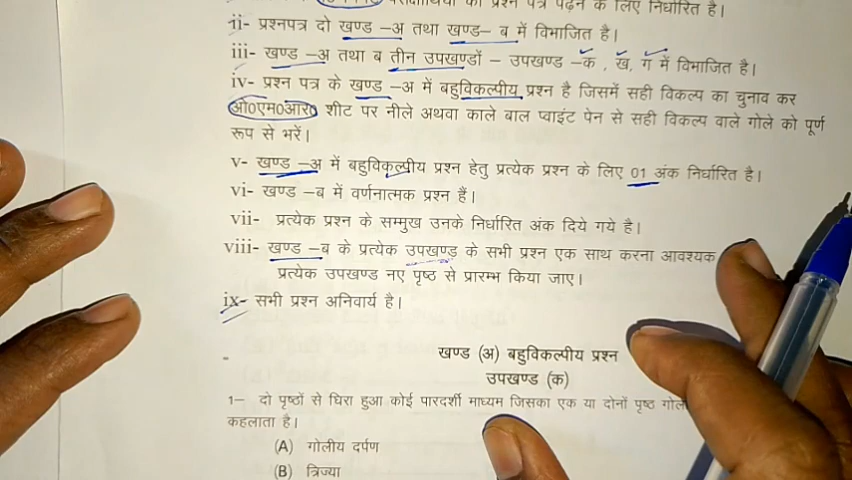 परीक्षार्थियों को प्रश्न पत्र पढ़ने के लिए निर्धारित है।
ii- प्रश्नपत्र दो खण्ड –अ तथा खण्ड– ब में विभाजित है।
iii- खण्ड –अ तथा ब तीन उपखण्डों – उपखण्ड –क , ख, ग में विभाजित है।
iv- प्रश्न पत्र के खण्ड –अ में बहुविकल्पीय प्रश्न है जिसमें सही विकल्प का चुनाव कर
ओ0एम0आर0 शीट पर नीले अथवा काले बाल प्वाइंट पेन से सही विकल्प वाले गोले को पूर्ण
रूप से भरें।
v- खण्ड –अ में बहुविकल्पीय प्रश्न हेतु प्रत्येक प्रश्न के लिए 01 अंक निर्धारित है।
vi- खण्ड –ब में वर्णनात्मक प्रश्न हैं।
vii- प्रत्येक प्रश्न के सम्मुख उनके निर्धारित अंक दिये गये है।
viii- खण्ड –ब के प्रत्येक उपखण्ड के सभी प्रश्न एक साथ करना आवश्यक
प्रत्येक उपखण्ड नए पृष्ठ से प्रारम्भ किया जाए।
ix- सभी प्रश्न अनिवार्य है।
खण्ड (अ) बहुविकल्पीय प्रश्न
उपखण्ड (क)
1– दो पृष्ठों से घिरा हुआ कोई पारदर्शी माध्यम जिसका एक या दोनों पृष्ठ
कहलाता है।
(A) गोलीय दर्पण
(B) त्रिज्या